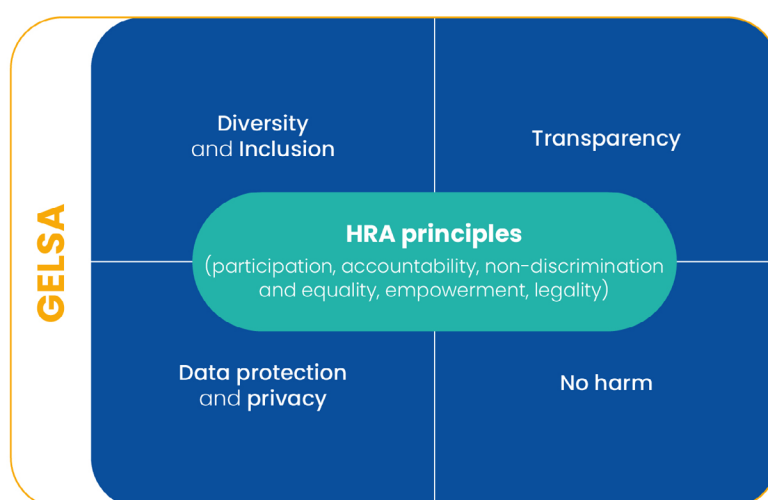 GELSA
Diversity
and Inclusion
Transparency
HRA principles
(participation, accountability, non-discrimination
and equality, empowerment, legality)
Data protection
and privacy
No harm